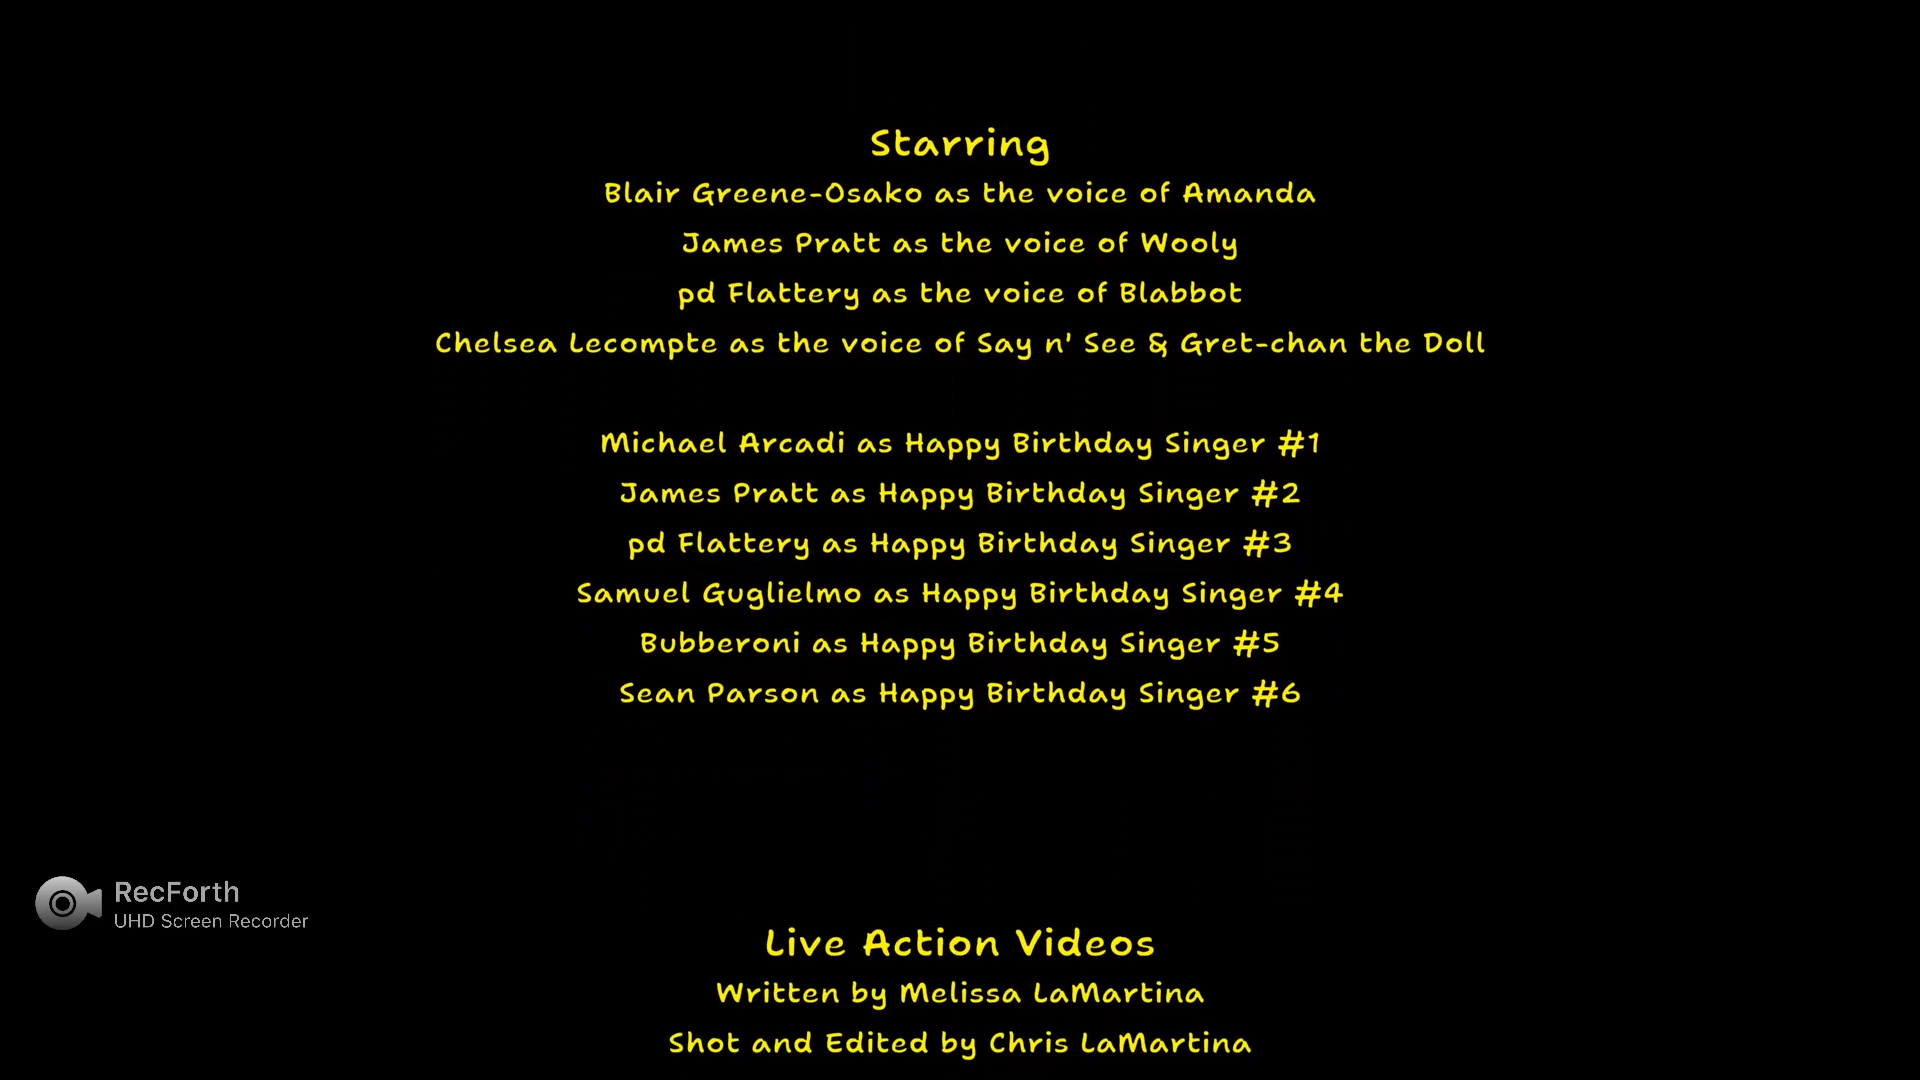 Starring
Blair Greene-Osako as the voice of Amanda
James Pratt as the voice of Wooly
pd Flattery as the voice of Blabbot
Chelsea Lecompte as the voice of Say n' See & Gret-chan the Doll
Michael Arcadi as Happy Birthday Singer #1
James Pratt as Happy Birthday Singer #2
pd Flattery as Happy Birthday Singer #3
Samuel Guglielmo as Happy Birthday Singer #4
Bubberoni as Happy Birthday Singer #5
Sean Parson as Happy Birthday Singer #6
RecForth
UHD Screen Recorder
Live Action Videos
Written by Melissa LaMartina
Shot and Edited by Chris LaMartina